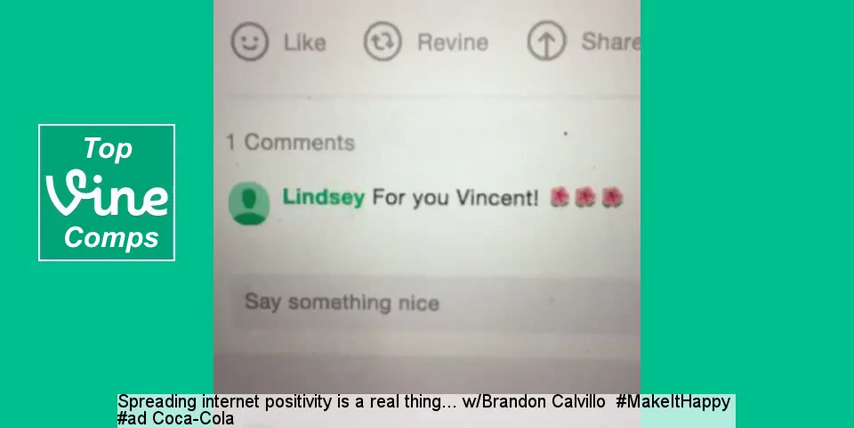 Like Revine Share
1 Comments
Lindsey For you Vincent! 🌺🌺🌺
Say something nice
Top
Vine
Comps
Spreading internet positivity is a real thing... w/Brandon Calvillo #MakeItHappy
#ad Coca-Cola